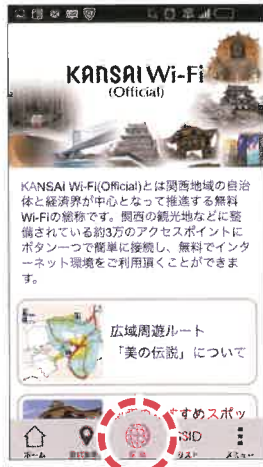 KANSAI Wi-Fi
(Official)
KANSAI Wi-Fi(Official)とは関西地域の自治
体と経済界が中心となって推進する無料
Wi-Fiの総称です。関西の観光地などに整
備されている約3万のアクセスポイントに
ボタン一つで簡単に接続し、無料でインタ
ーネット環境をご利用頂くことができま
す。
広域周遊ルート
「美の伝説」について
すめスポッ
ホーム
SSID
リスト
メニュー